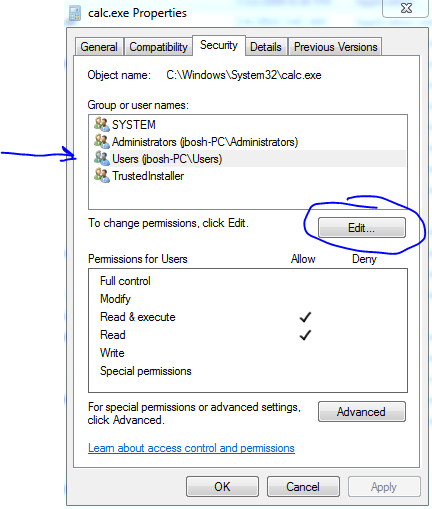 calc.exe Properties
General Compatibility Security Details Previous Versions
Object name: C:\Windows\System32\calc.exe
Group or user names:
SYSTEM
Administrators (jbosh-PC\Administrators)
Users (jbosh-PC\Users)
TrustedInstaller
To change permissions, click Edit.
Edit...
Permissions for Users Allow Deny
Full control
Modify
Read & execute
Read
Write
Special permissions
For special permissions or advanced settings,
click Advanced.
Advanced
Learn about access control and permissions
OK Cancel Apply